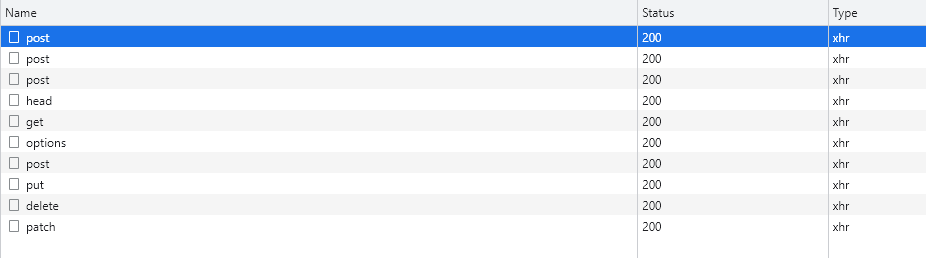 Name Status Type
post 200 xhr
post 200 xhr
post 200 xhr
head 200 xhr
get 200 xhr
options 200 xhr
post 200 xhr
put 200 xhr
delete 200 xhr
patch 200 xhr